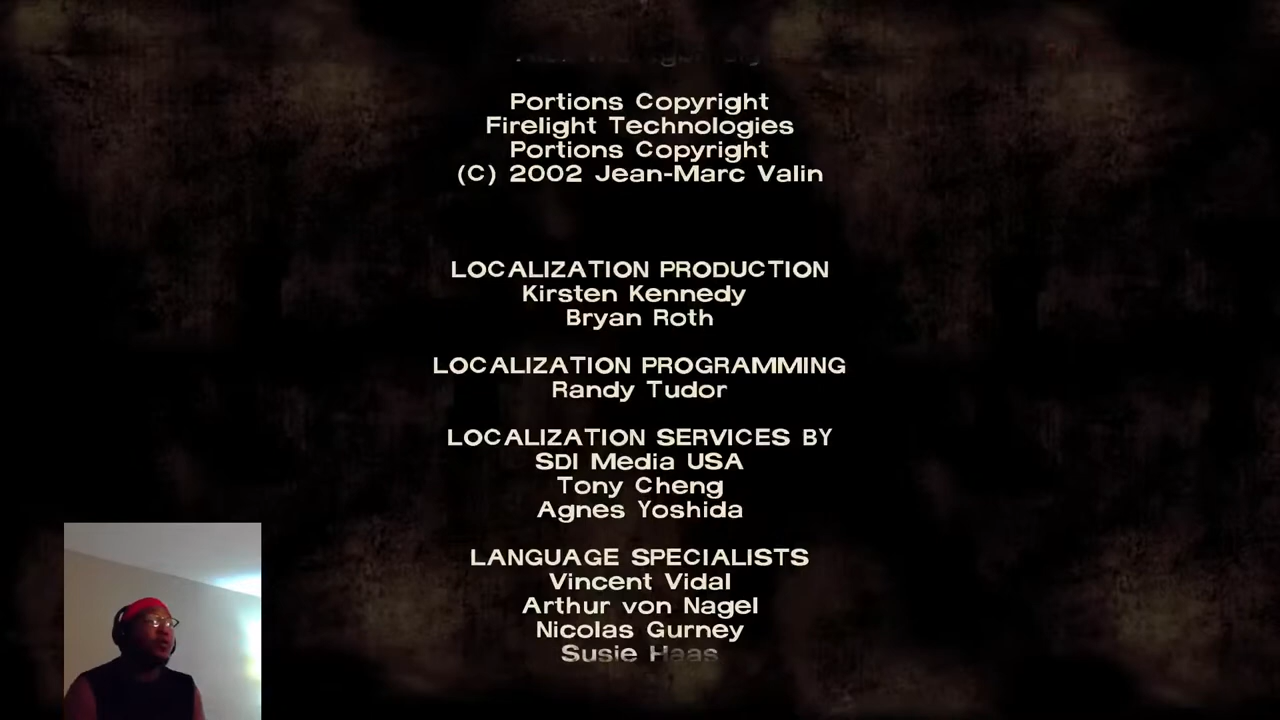 Portions Copyright
Firelight Technologies
Portions Copyright
(C) 2002 Jean-Marc Valin
LOCALIZATION PRODUCTION
Kirsten Kennedy
Bryan Roth
LOCALIZATION PROGRAMMING
Randy Tudor
LOCALIZATION SERVICES BY
SDI Media USA
Tony Cheng
Agnes Yoshida
LANGUAGE SPECIALISTS
Vincent Vidal
Arthur von Nagel
Nicolas Gurney
Susie Haas